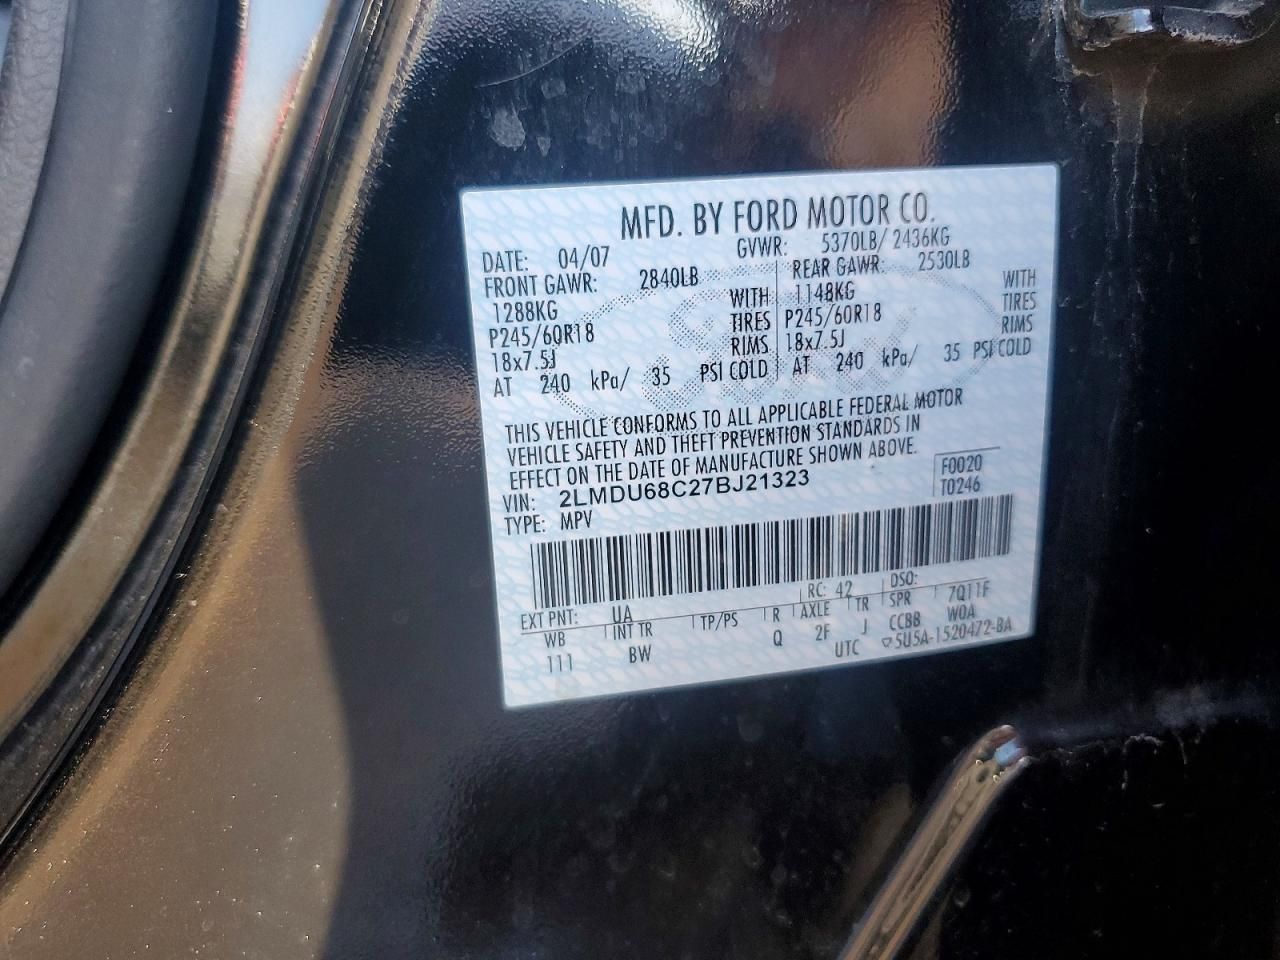 MFD. BY FORD MOTOR CO.
DATE: 04/07 GVWR: 5370LB/ 2436KG
FRONT GAWR: 2840LB REAR GAWR: 2530LB
1288KG WITH 1148KG WITH
P245/60R18 TIRES P245/60R18 TIRES
18x7.5J RIMS 18x7.5J RIMS
AT 240 kPa/ 35 PSI COLD AT 240 kPa/ 35 PSI COLD
THIS VEHICLE CONFORMS TO ALL APPLICABLE FEDERAL MOTOR
VEHICLE SAFETY AND THEFT PREVENTION STANDARDS IN
EFFECT ON THE DATE OF MANUFACTURE SHOWN ABOVE.
VIN: 2LMDU68C27BJ21323 F0020
TYPE: MPV T0246
EXT PNT: UA RC: 42 DSO:
WB INT TR TP/PS R AXLE TR SPR 7Q11F
111 BW Q 2F J CCBB WOA
UTC 5U5A-1520472-BA